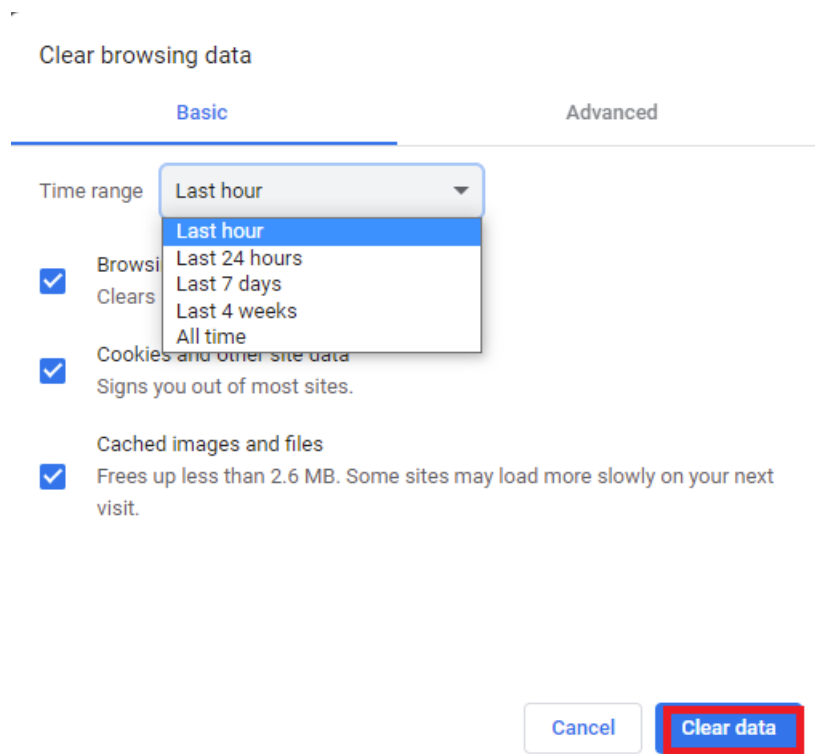 Clear browsing data
Basic Advanced
Time range Last hour
Last hour
Last 24 hours
Last 7 days
Last 4 weeks
All time
Clears
Cookies and other site data
Signs you out of most sites.
Cached images and files
Frees up less than 2.6 MB. Some sites may load more slowly on your next
visit.
Cancel Clear data